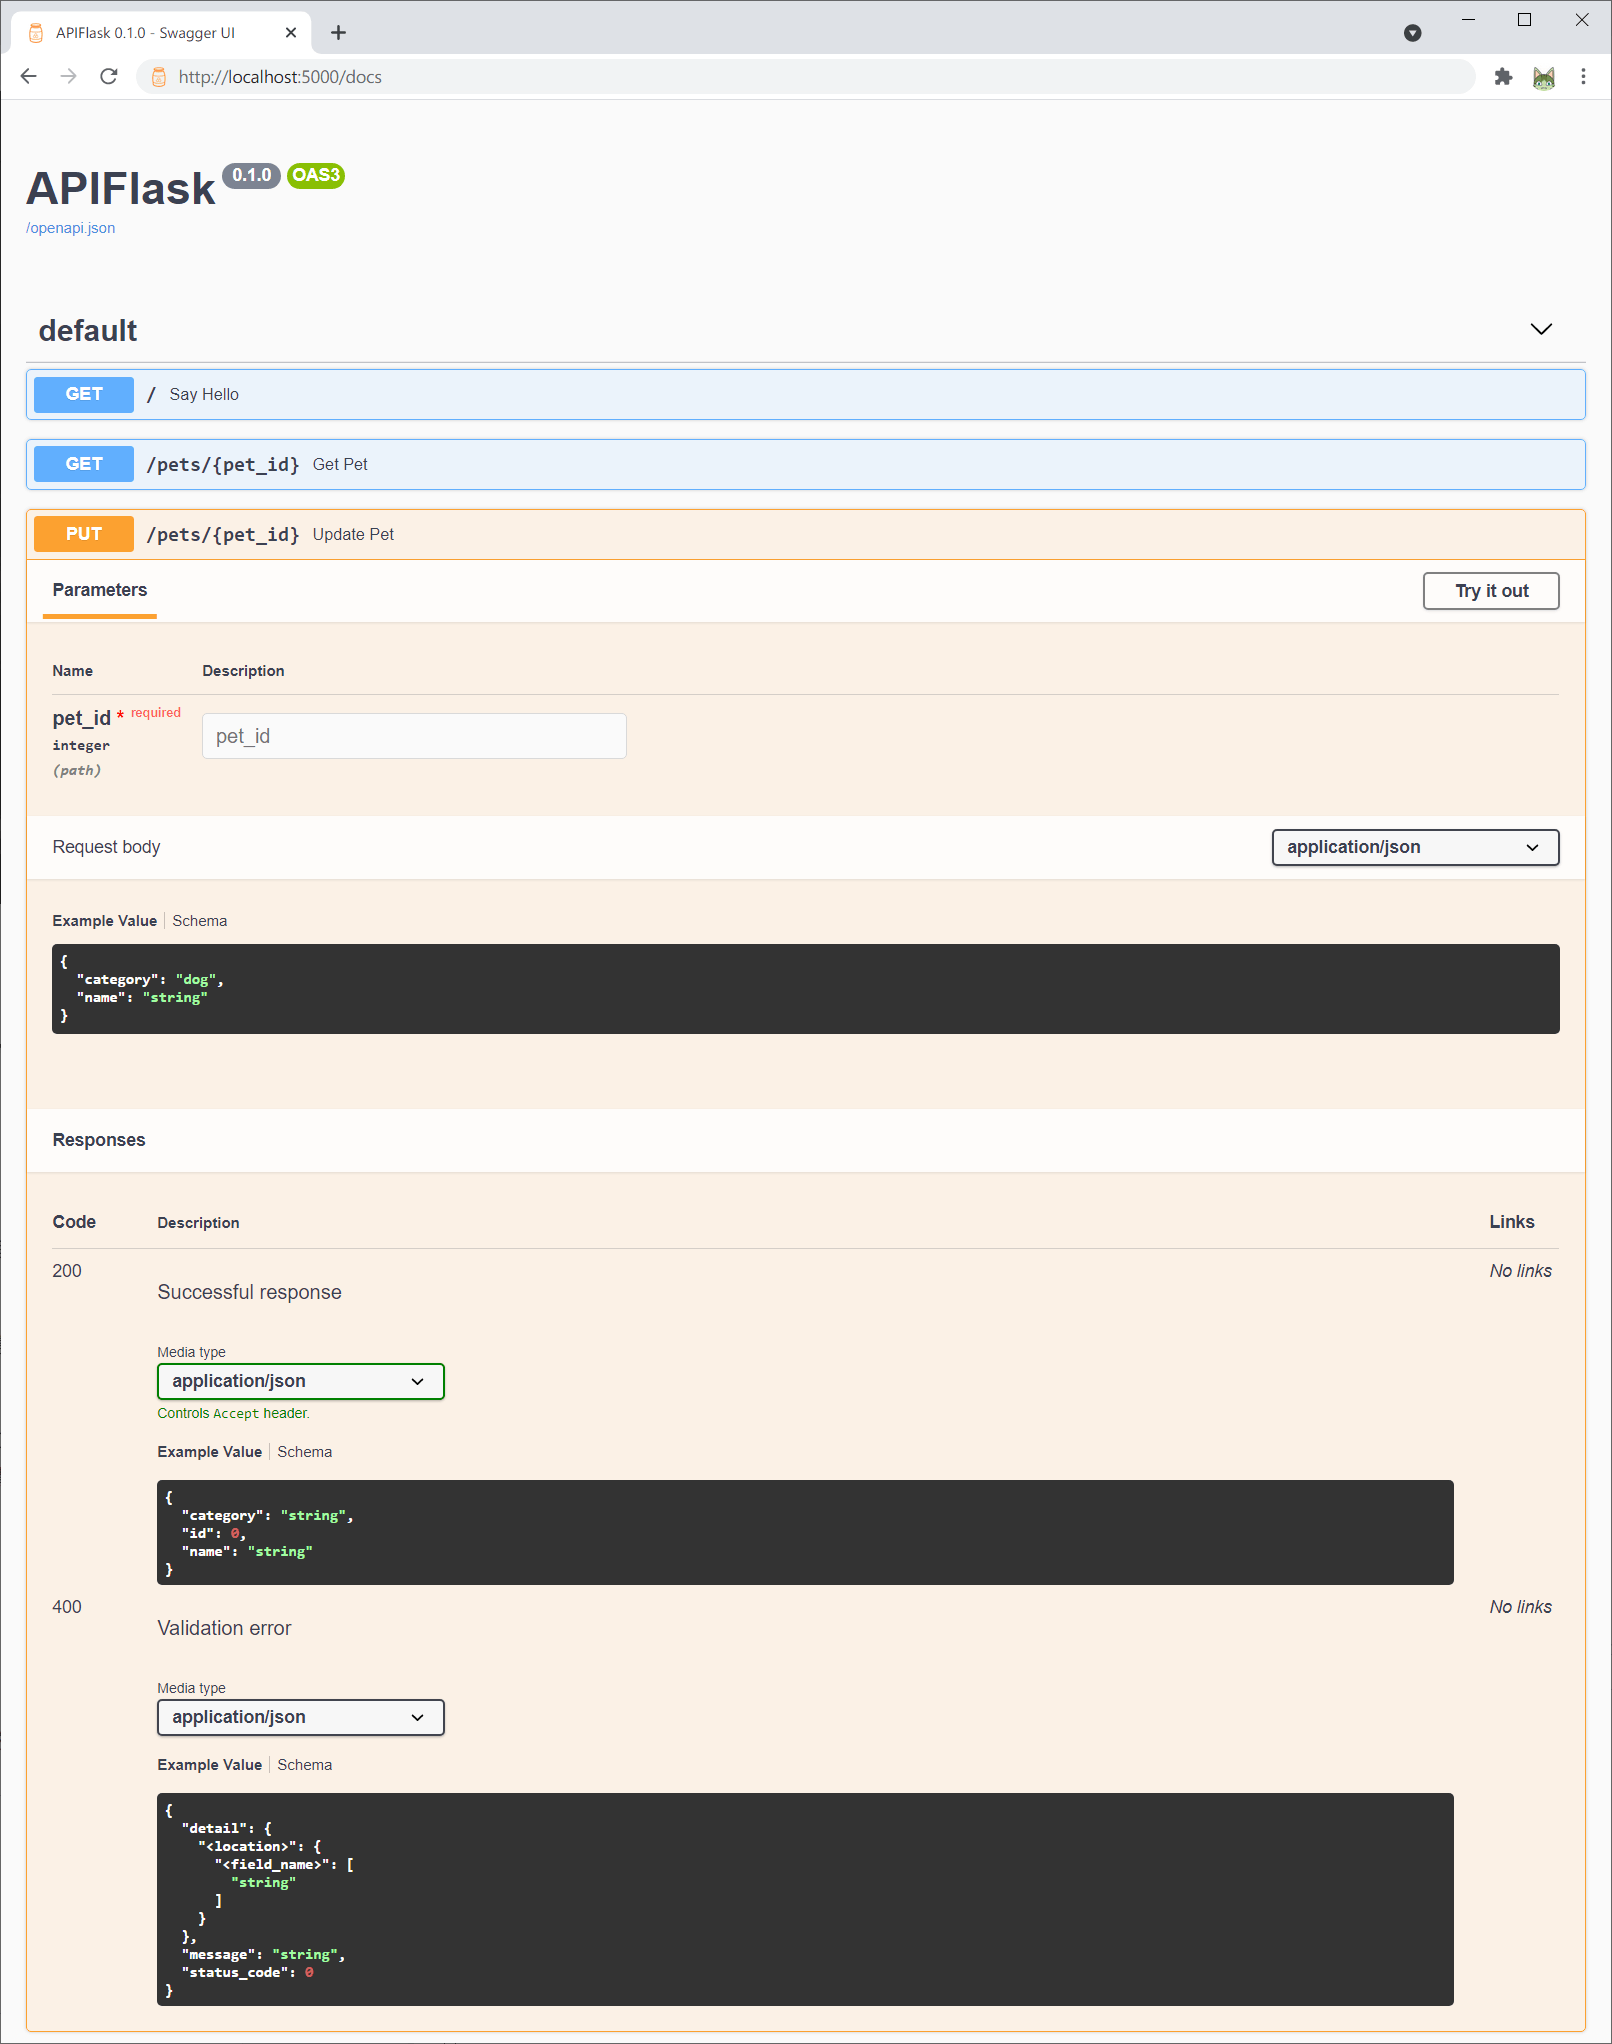 APIFlask 0.1.0 - Swagger UI
http://localhost:5000/docs
APIFlask 0.1.0 OAS3
/openapi.json
default
GET / Say Hello
GET /pets/{pet_id} Get Pet
PUT /pets/{pet_id} Update Pet
Parameters Try it out
Name Description
pet_id * required
pet_id
integer
(path)
Request body application/json
Example Value Schema
{
  "category": "dog",
  "name": "string"
}
Responses
Code Description Links
200 No links
Successful response
Media type
application/json
Controls Accept header.
Example Value Schema
{
  "category": "string",
  "id": 0,
  "name": "string"
}
400 No links
Validation error
Media type
application/json
Example Value Schema
{
  "detail": {
    "<location>": {
      "<field_name>": [
        "string"
      ]
    }
  },
  "message": "string",
  "status_code": 0
}